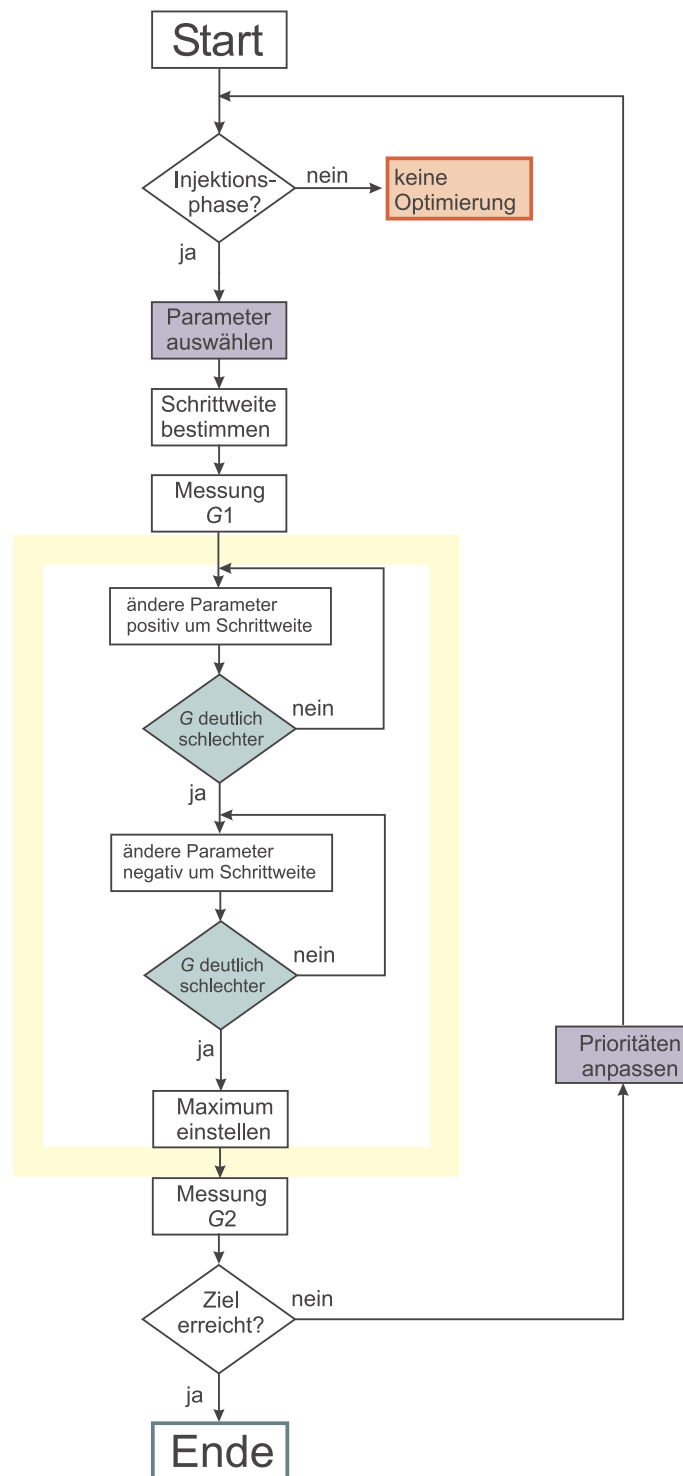 Start
Injektions-
phase?
nein
keine
Optimierung
ja
Parameter
auswählen
Schrittweite
bestimmen
Messung
G1
ändere Parameter
positiv um Schrittweite
G deutlich
schlechter
nein
ja
ändere Parameter
negativ um Schrittweite
G deutlich
schlechter
nein
ja
Maximum
einstellen
Prioritäten
anpassen
Messung
G2
Ziel
erreicht?
nein
ja
Ende